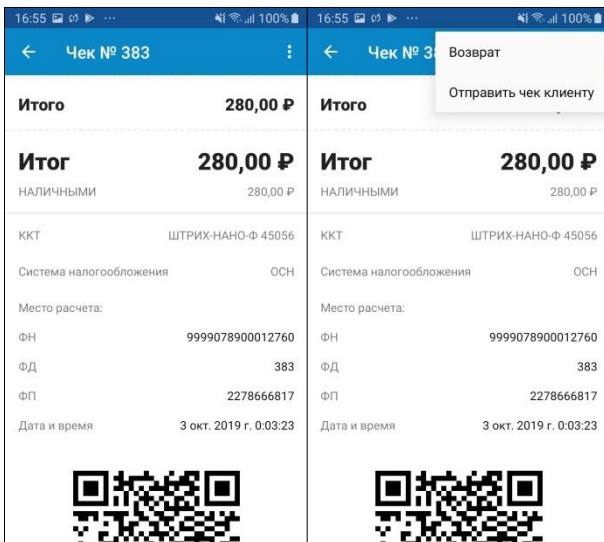 16:55 ... 100%
Чек № 383
Итого 280,00 ₽
Итог 280,00 ₽
НАЛИЧНЫМИ 280,00 ₽
ККТ ШТРИХ-НАНО-Ф 45056
Система налогообложения ОСН
Место расчета:
ФН 9999078900012760
ФД 383
ФП 2278666817
Дата и время 3 окт. 2019 г. 0:03:23
16:55 ... 100%
Чек № 3
Возврат
Отправить чек клиенту
Итого
Итог 280,00 ₽
НАЛИЧНЫМИ 280,00 ₽
ККТ ШТРИХ-НАНО-Ф 45056
Система налогообложения ОСН
Место расчета:
ФН 9999078900012760
ФД 383
ФП 2278666817
Дата и время 3 окт. 2019 г. 0:03:23